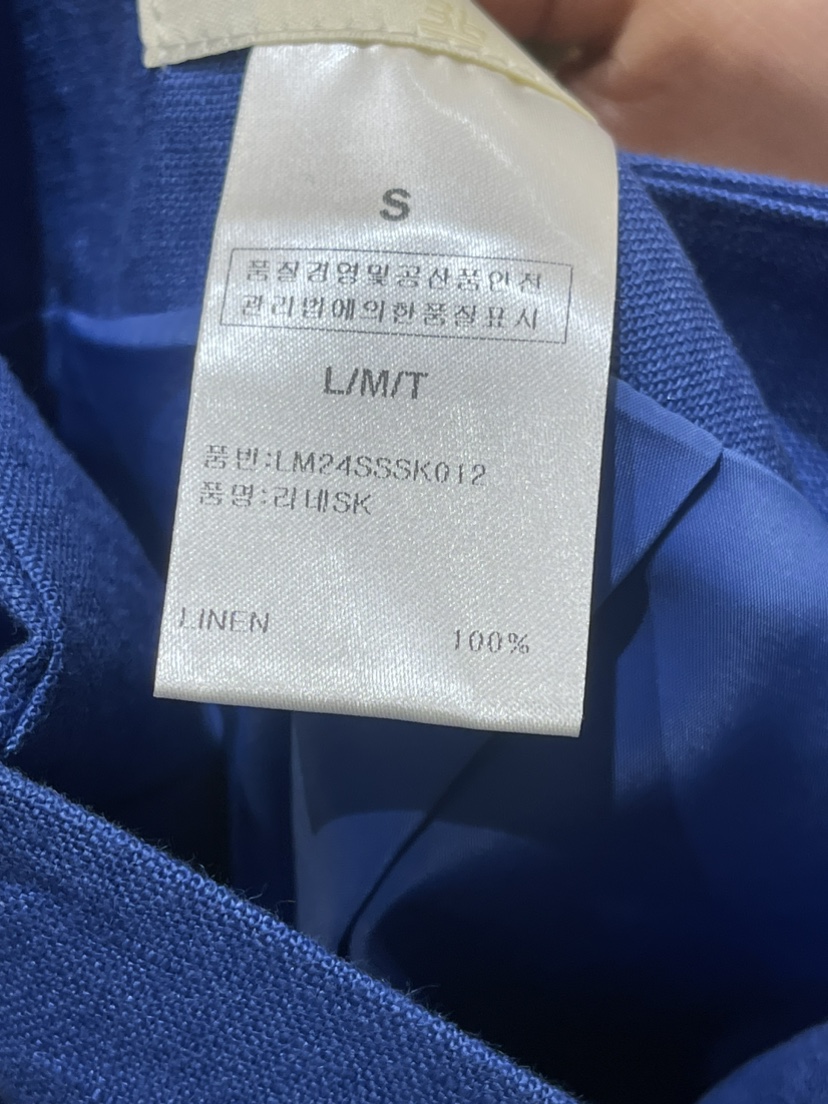 S
품질경영및공산품안전
관리법에의한품질표시
L/M/T
품번:LM24SSSK012
품명:리네SK
LINEN 100%